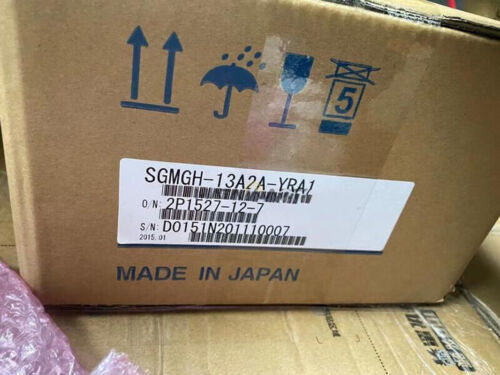 5
SGMGH-13A2A-YRA1
O/N: 2P1527-12-7
S/N: D0151N201110007
2015.01
MADE IN JAPAN